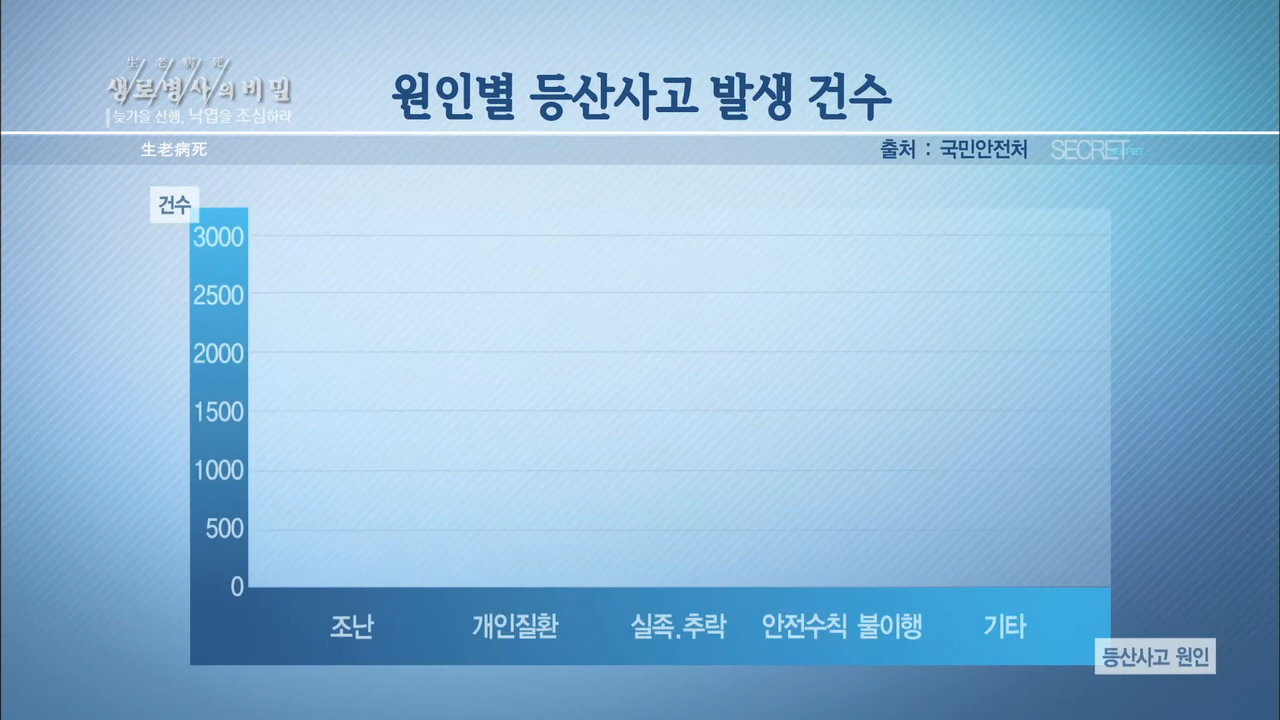 生老病死
생로병사의 비밀
늦가을 산행, 낙엽을 조심하라
원인별 등산사고 발생 건수
生老病死
출처 : 국민안전처
SECRET
건수
3000
2500
2000
1500
1000
500
0
조난
개인질환
실족.추락
안전수칙 불이행
기타
등산사고 원인